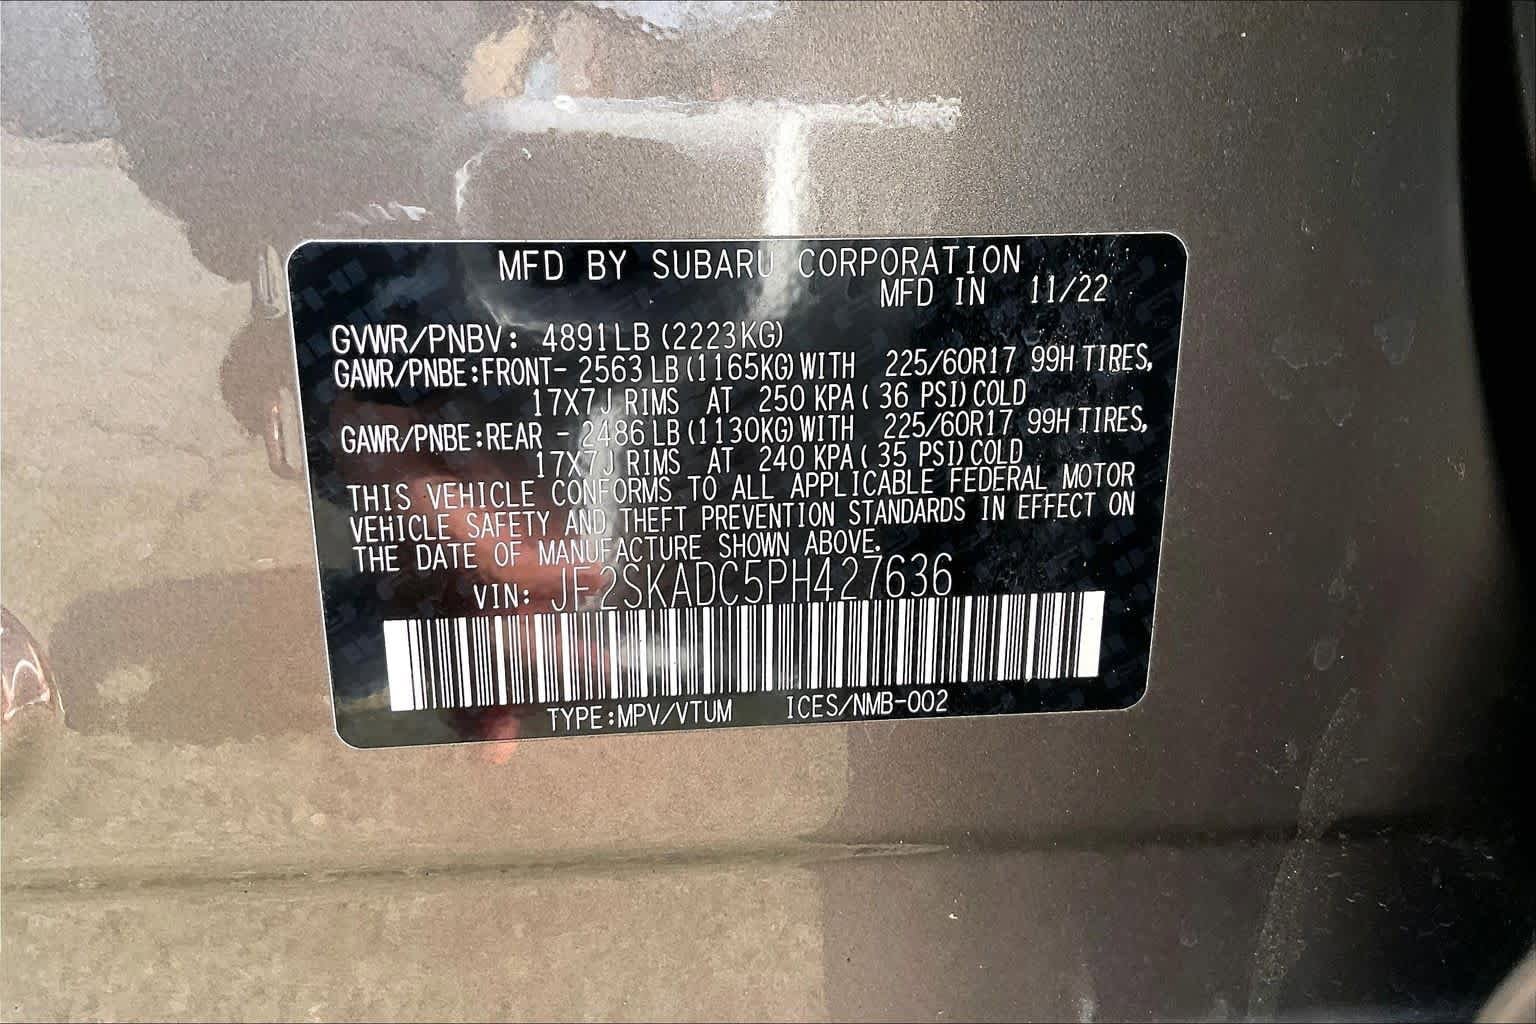 MFD BY SUBARU CORPORATION
MFD IN 11/22
GVWR/PNBV: 4891LB (2223KG)
GAWR/PNBE:FRONT- 2563 LB (1165KG) WITH 225/60R17 99H TIRES,
17X7J RIMS AT 250 KPA ( 36 PSI) COLD
GAWR/PNBE:REAR - 2486 LB (1130KG) WITH 225/60R17 99H TIRES,
17X7J RIMS AT 240 KPA ( 35 PSI) COLD
THIS VEHICLE CONFORMS TO ALL APPLICABLE FEDERAL MOTOR
VEHICLE SAFETY AND THEFT PREVENTION STANDARDS IN EFFECT ON
THE DATE OF MANUFACTURE SHOWN ABOVE.
VIN: JF2SKADC5PH427636
TYPE:MPV/VTUM ICES/NMB-002